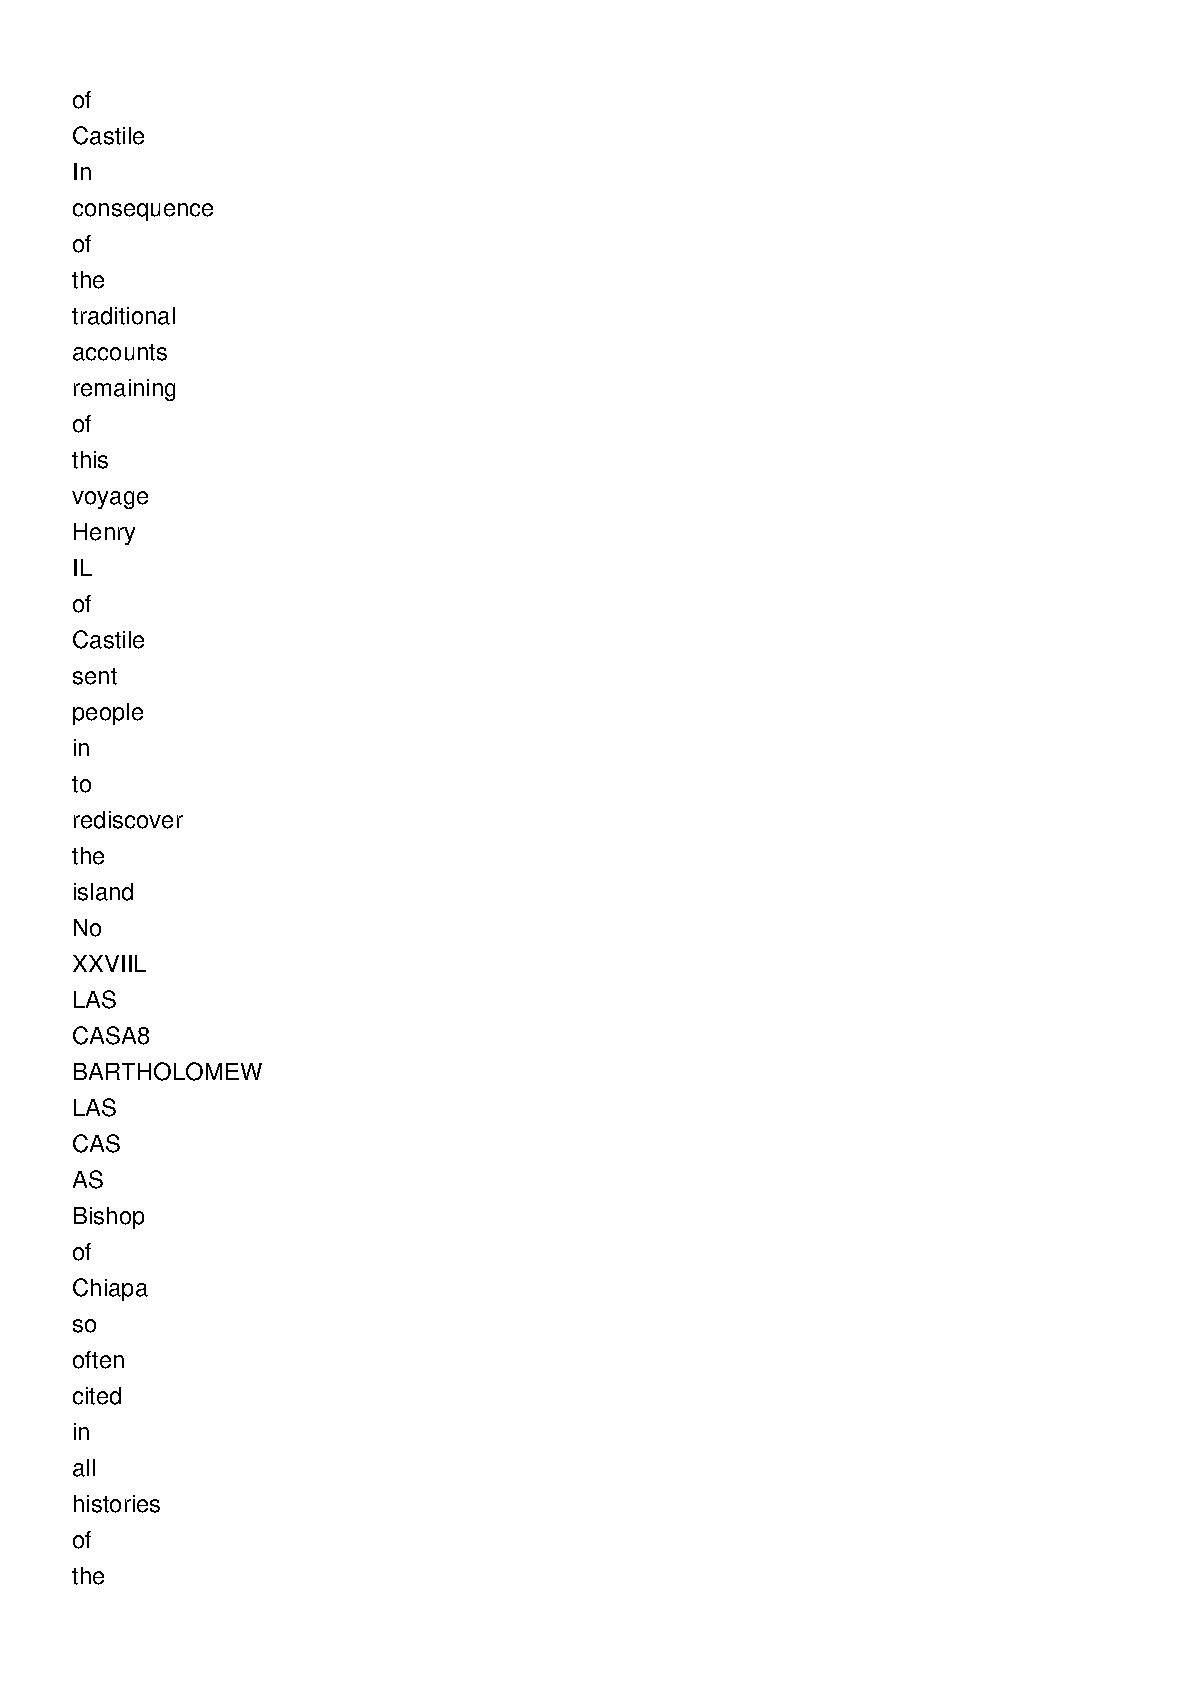 of
Castile
In
consequence
of
the
traditional
accounts
remaining
of
this
voyage
Henry
IL
of
Castile
sent
people
in
to
rediscover
the
island
No
XXVIIL
LAS
CASA8
BARTHOLOMEW
LAS
CAS
AS
Bishop
of
Chiapa
so
often
cited
in
all
histories
of
the